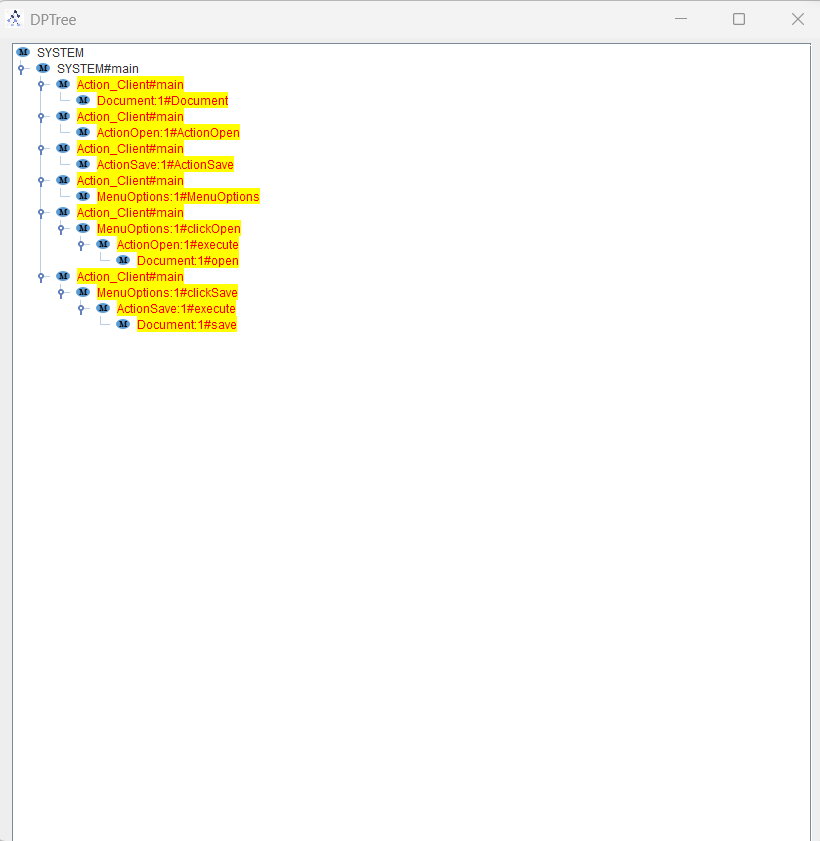 DPTree
SYSTEM
SYSTEM#main
Action_Client#main
Document:1#Document
Action_Client#main
ActionOpen:1#ActionOpen
Action_Client#main
ActionSave:1#ActionSave
Action_Client#main
MenuOptions:1#MenuOptions
Action_Client#main
MenuOptions:1#clickOpen
ActionOpen:1#execute
Document:1#open
Action_Client#main
MenuOptions:1#clickSave
ActionSave:1#execute
Document:1#save